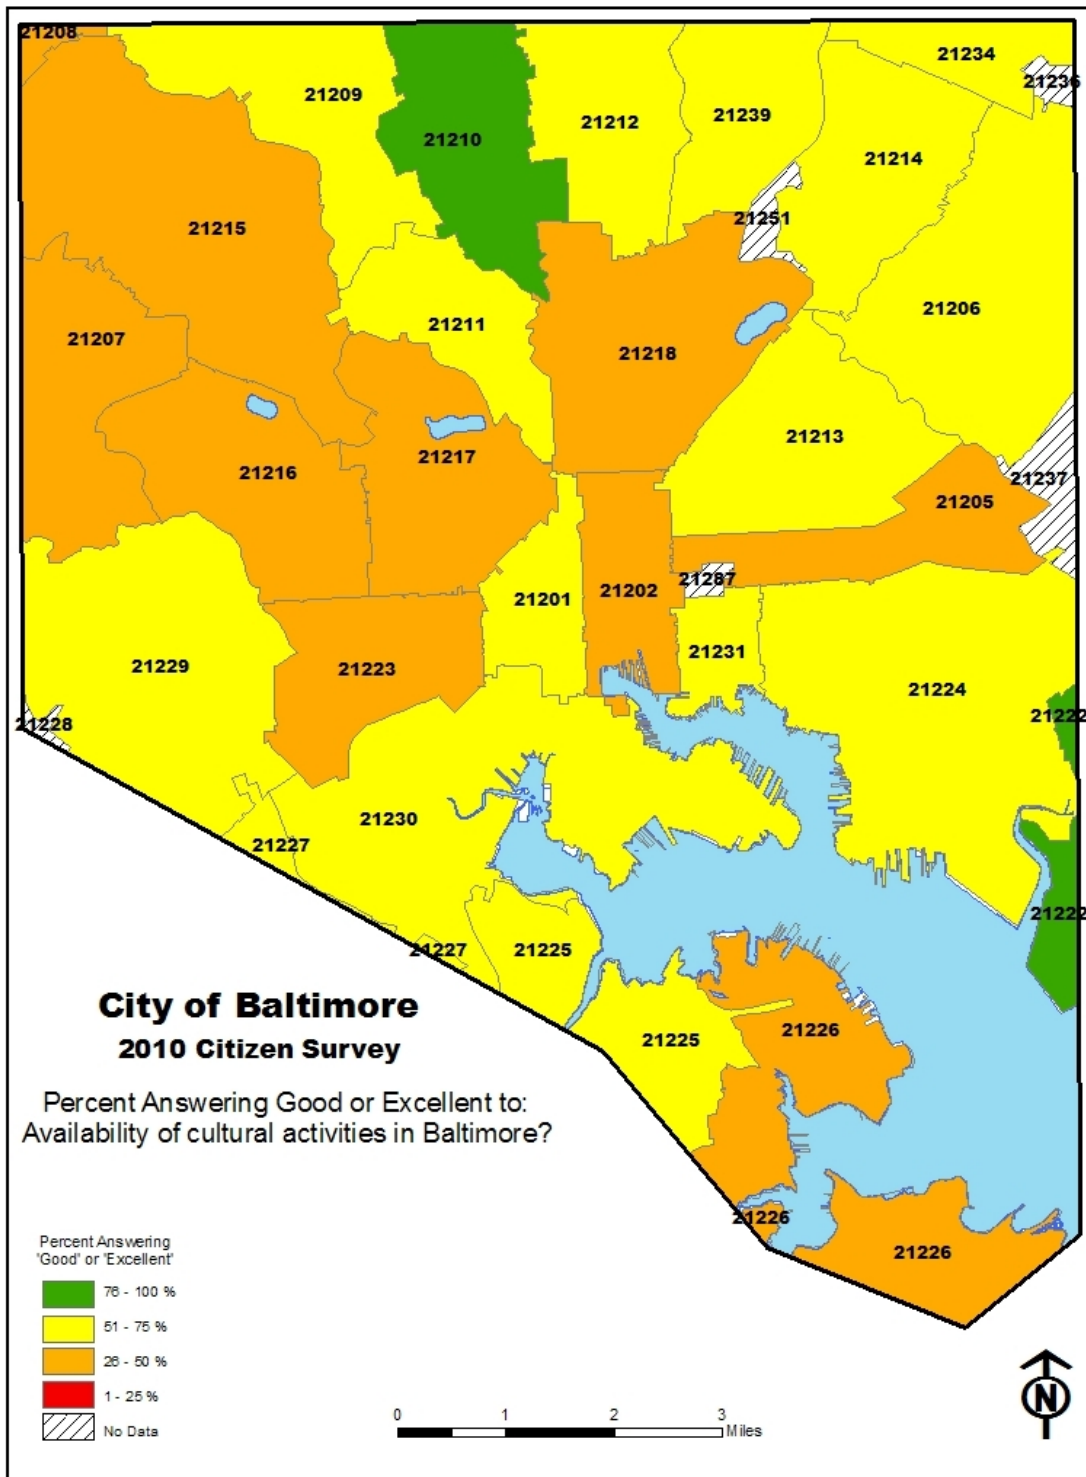 21208
21234
21236
21209
21212
21239
21210
21214
21251
21215
21206
21207
21211
21218
21213
21217
21216
21237
21205
21287
21201
21202
21231
21229
21223
21224
21228
21222
21230
21227
21222
21227
21225
City of Baltimore
2010 Citizen Survey
21225
21226
Percent Answering Good or Excellent to:
Availability of cultural activities in Baltimore?
21226
21226
Percent Answering
'Good' or 'Excellent'
76 - 100 %
51 - 75 %
26 - 50 %
1 - 25 %
No Data
0 1 2 3
Miles
N